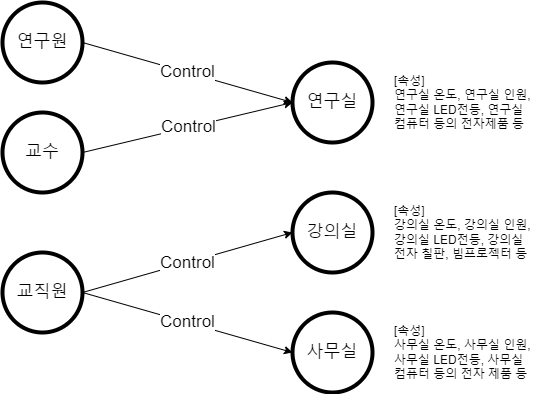 연구원
Control
연구실
[속성]
연구실 온도, 연구실 인원,
연구실 LED전등, 연구실
컴퓨터 등의 전자제품 등
교수
Control
강의실
[속성]
강의실 온도, 강의실 인원,
강의실 LED전등, 강의실
전자 칠판, 빔프로젝터 등
교직원
Control
Control
사무실
[속성]
사무실 온도, 사무실 인원,
사무실 LED전등, 사무실
컴퓨터 등의 전자 제품 등